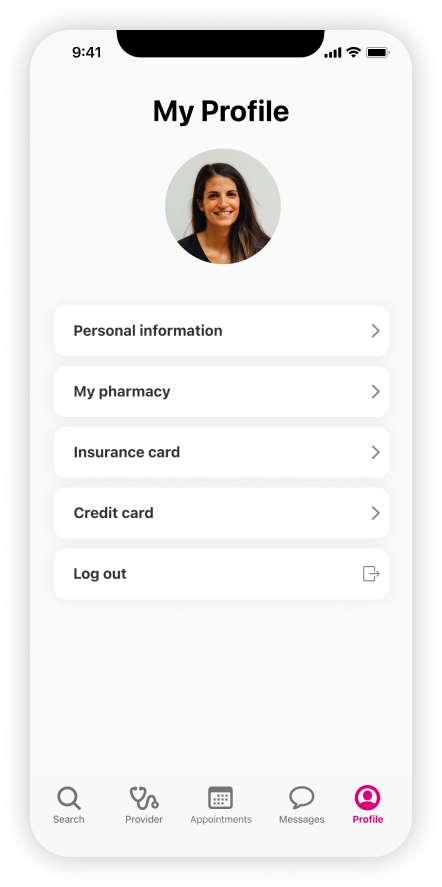 9:41
My Profile
Personal information
My pharmacy
Insurance card
Credit card
Log out
Search
Provider
Appointments
Messages
Profile